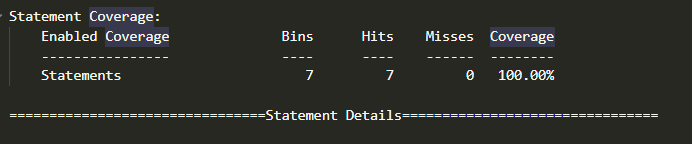 Statement Coverage:
Enabled Coverage Bins Hits Misses Coverage
---------------- ---- ---- ------ --------
Statements 7 7 0 100.00%
================================Statement Details================================